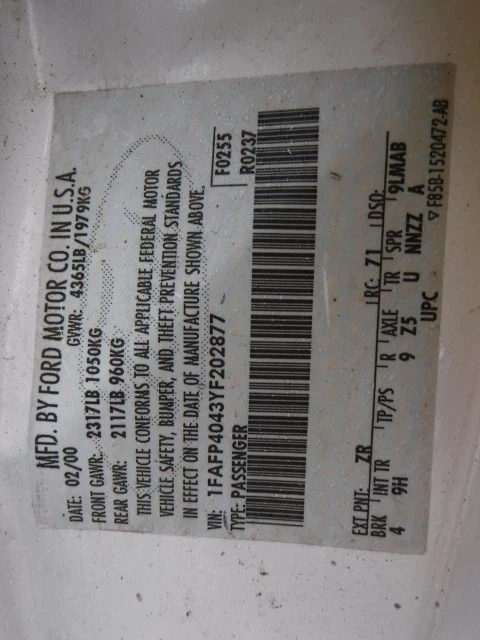 MFD. BY FORD MOTOR CO. IN U.S.A.
DATE: 02/00 GVWR: 4365LB/1979KG
FRONT GAWR: 2317LB 1050KG
REAR GAWR: 2117LB 960KG
THIS VEHICLE CONFORMS TO ALL APPLICABLE FEDERAL MOTOR
VEHICLE SAFETY, BUMPER, AND THEFT PREVENTION STANDARDS
IN EFFECT ON THE DATE OF MANUFACTURE SHOWN ABOVE.
VIN: 1FAFP4043YF202877 F0255
TYPE: PASSENGER R0237
EXT PNT: ZR RC: Z1 DSO:
BRK INT TR TP/PS R AXLE TR SPR
4 9H 9 Z5 U NNZZ A 9LMAB
UPC ▽ F85B-1520472-AB